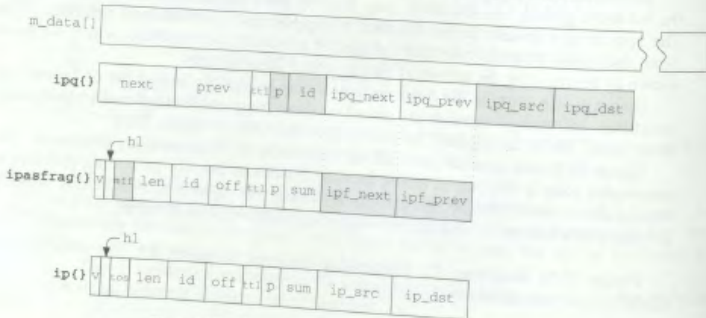 m_data[]
ipq{} next prev ttl p id ipq_next ipq_prev ipq_src ipq_dst
hl
ipasfrag{} v mff len id off ttl p sum ipf_next ipf_prev
hl
ip{} v tos len id off ttl p sum ip_src ip_dst